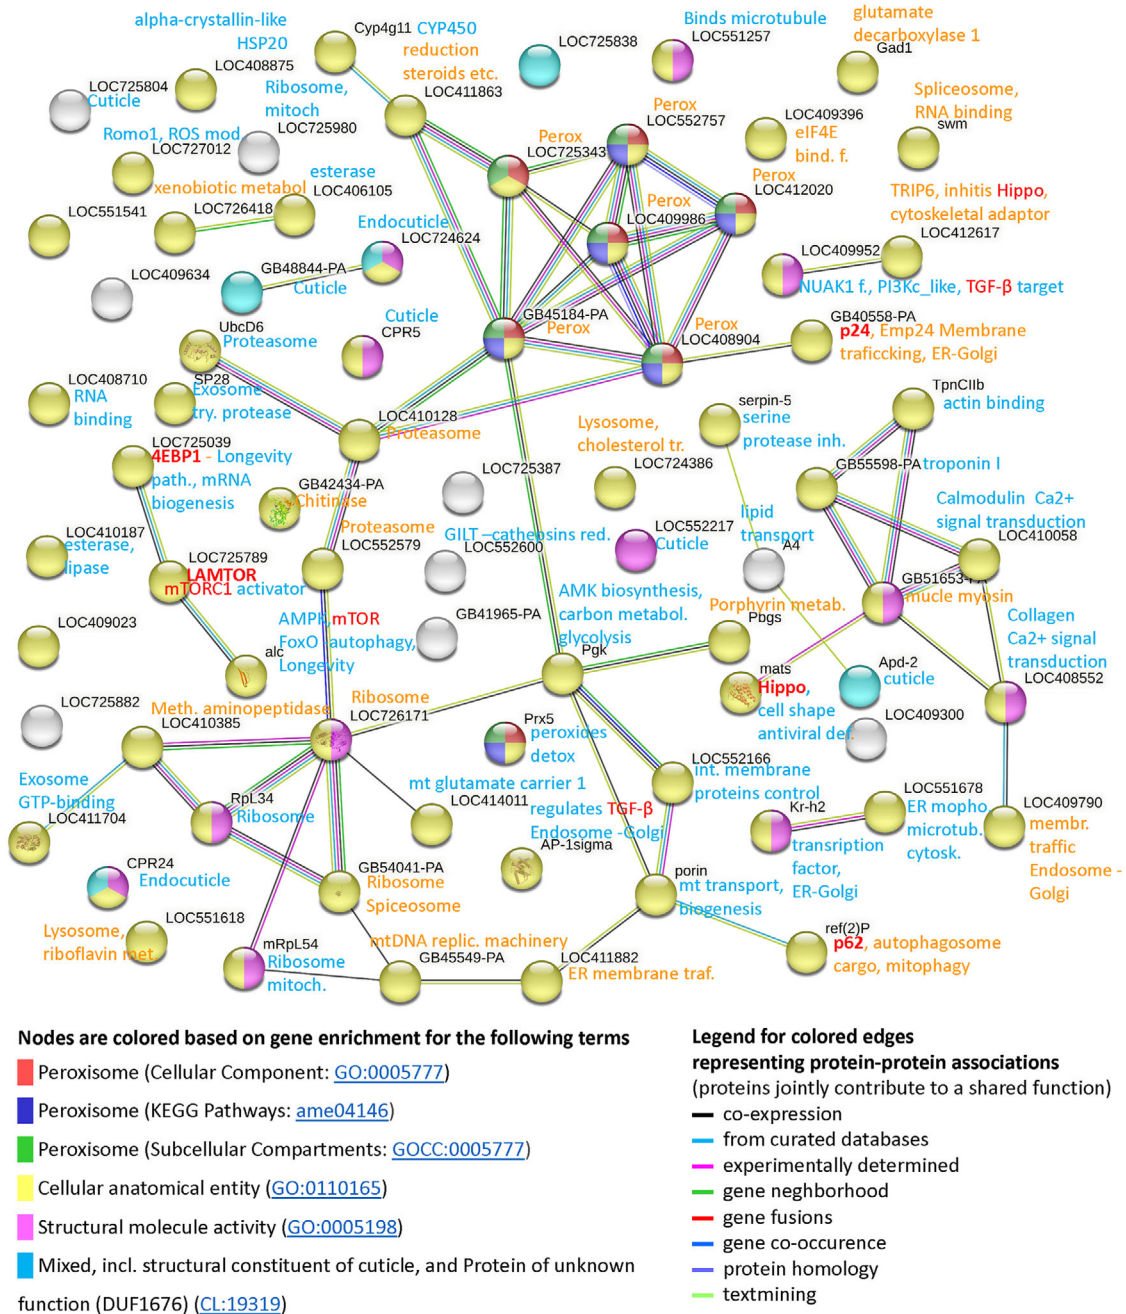 alpha-crystallin-like
HSP20
LOC408875
LOC725804
Cuticle
Cyp4g11
CYP450
reduction
steroids etc.
LOC411863
LOC725838
Binds microtubule
LOC551257
glutamate
decarboxylase 1
Gad1
Ribosome,
mitoch
LOC725980
Romo1, ROS mod.
LOC727012
Perox
LOC552757
Perox
LOC725343
LOC409396
eIF4E
bind. f.
Spliceosome,
RNA binding
swm
esterase
LOC406105
xenobiotic metabol
LOC726418
LOC551541
Perox
LOC412020
Perox
LOC409986
TRIP6, inhitis Hippo,
cytoskeletal adaptor
LOC412617
Endocuticle
LOC724624
GB48844-PA
Cuticle
LOC409634
LOC409952
NUAK1 f., PI3Kc_like, TGF-β target
UbcD6
Proteasome
Cuticle
CPR5
GB45184-PA
Perox
Perox
LOC408904
GB40558-PA
p24, Emp24 Membrane
traficcking, ER-Golgi
LOC408710
RNA
binding
SP28
Exosome
try. protease
LOC410128
Proteasome
serpin-5
serine
protease inh.
TpnCIIb
actin binding
Lysosome,
cholesterol tr.
LOC724386
LOC725039
4EBP1 - Longevity
path., mRNA
biogenesis
GB42434-PA
Chitinase
LOC725387
GB55598-PA
troponin I
Calmodulin Ca2+
signal transduction
LOC410058
LOC410187
esterase,
lipase
Proteasome
LOC552579
GILT –cathepsins red.
LOC552600
LOC552217
Cuticle
lipid
transport
A4
LOC725789
LAMTOR
mTORC1 activator
GB51653-PA
mucle myosin
AMK biosynthesis,
carbon metabol.
glycolysis
Pgk
Porphyrin metab.
Pbgs
Collagen
Ca2+ signal
transduction
LOC408552
LOC409023
alc
AMPK, mTOR
FoxO autophagy,
Longevity
GB41965-PA
mats
Hippo,
cell shape
antiviral def.
Apd-2
cuticle
LOC409300
LOC725882
Meth. aminopeptidase
LOC410385
Ribosome
LOC726171
Prx5
peroxides
detox
LOC552166
int. membrane
proteins control
Exosome
GTP-binding
LOC411704
RpL34
Ribosome
mt glutamate carrier 1
LOC414011
regulates TGF-β
Endosome -Golgi
AP-1sigma
Kr-h2
transription
factor,
ER-Golgi
LOC551678
ER mopho.
microtub.
cytosk.
LOC409790
membr.
traffic
Endosome -
Golgi
CPR24
Endocuticle
GB54041-PA
Ribosome
Spiceosome
porin
mt transport,
biogenesis
LOC551618
Lysosome,
riboflavin met.
mRpL54
Ribosome
mitoch.
mtDNA replic. machinery
GB45549-PA
LOC411882
ER membrane traf.
ref(2)P
p62, autophagosome
cargo, mitophagy
Nodes are colored based on gene enrichment for the following terms
Peroxisome (Cellular Component: GO:0005777)
Peroxisome (KEGG Pathways: ame04146)
Peroxisome (Subcellular Compartments: GOCC:0005777)
Cellular anatomical entity (GO:0110165)
Structural molecule activity (GO:0005198)
Mixed, incl. structural constituent of cuticle, and Protein of unknown
function (DUF1676) (CL:19319)
Legend for colored edges
representing protein-protein associations
(proteins jointly contribute to a shared function)
co-expression
from curated databases
experimentally determined
gene neghborhood
gene fusions
gene co-occurence
protein homology
textmining